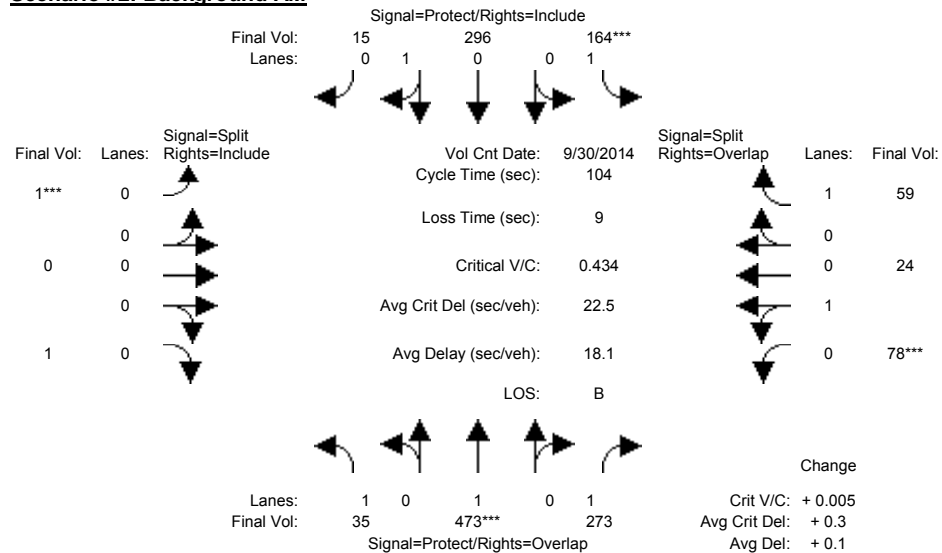 Signal=Protect/Rights=Include
Final Vol: 15 296 164***
Lanes: 0 1 0 0 1
Signal=Split
Rights=Include
Final Vol: Lanes:
Vol Cnt Date: 9/30/2014
Signal=Split
Rights=Overlap
Lanes: Final Vol:
Cycle Time (sec): 104
1*** 0 1 59
Loss Time (sec): 9
0 0
0 0 Critical V/C: 0.434 0 24
0 Avg Crit Del (sec/veh): 22.5 1
1 0 Avg Delay (sec/veh): 18.1 0 78***
LOS: B
Change
Lanes: 1 0 1 0 1 Crit V/C: + 0.005
Final Vol: 35 473*** 273 Avg Crit Del: + 0.3
Signal=Protect/Rights=Overlap Avg Del: + 0.1